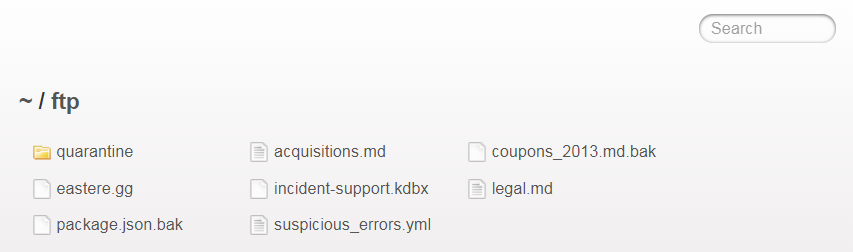 Search
~ / ftp
quarantine acquisitions.md coupons_2013.md.bak
eastere.gg incident-support.kdbx legal.md
package.json.bak suspicious_errors.yml